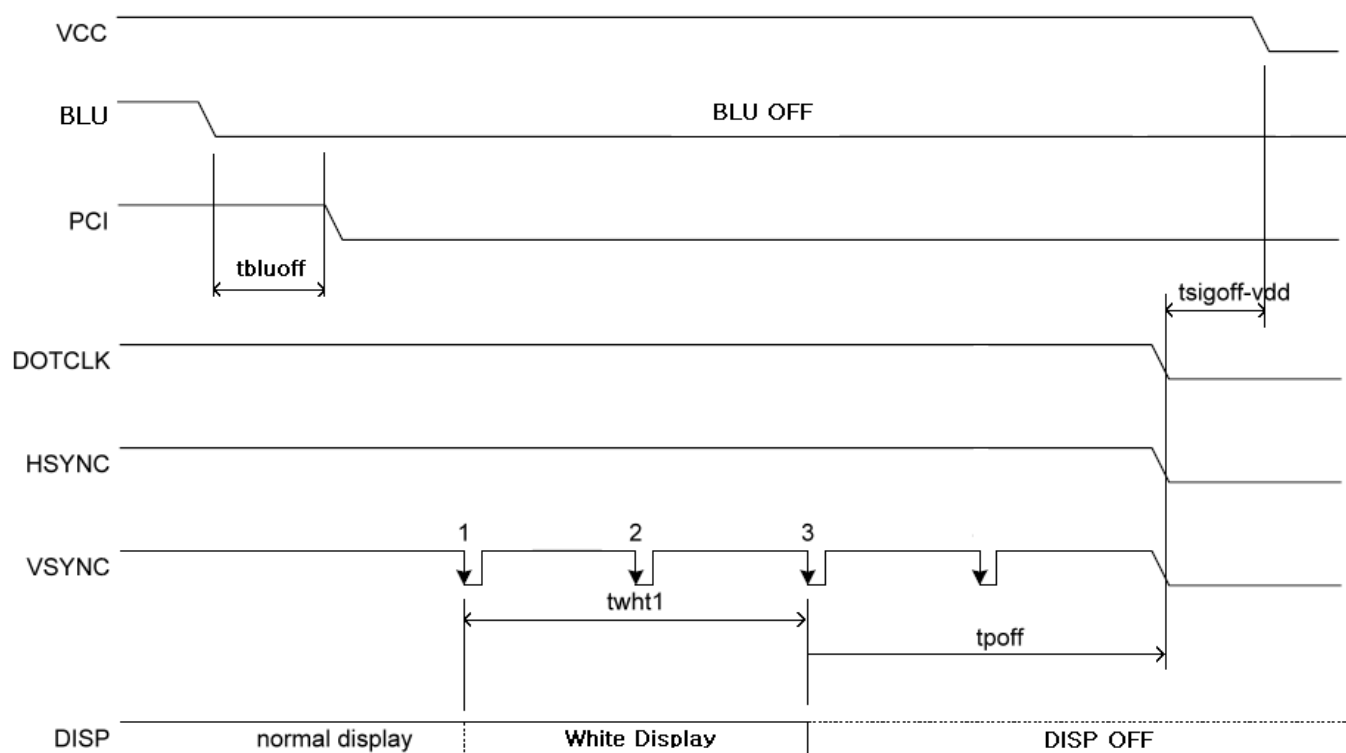 VCC
BLU
BLU OFF
PCI
tbluoff
tsigoff-vdd
DOTCLK
HSYNC
1 2 3
VSYNC
twht1
tpoff
DISP normal display White Display DISP OFF